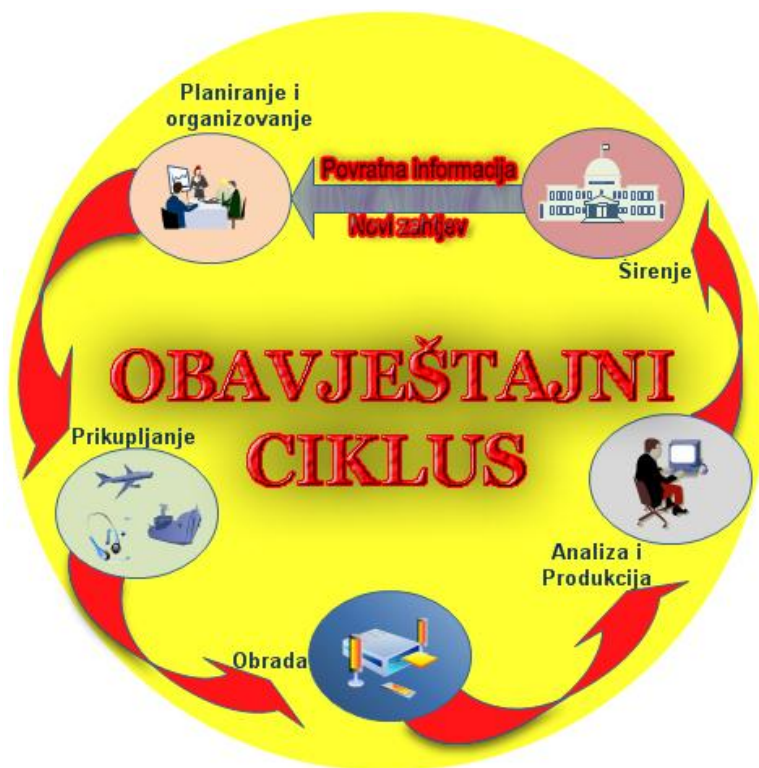 Planiranje i
organizovanje
Povratna informacija
Novi zahtjev
Širenje
OBAVJEŠTAJNI
CIKLUS
Prikupljanje
Analiza i
Produkcija
Obrada